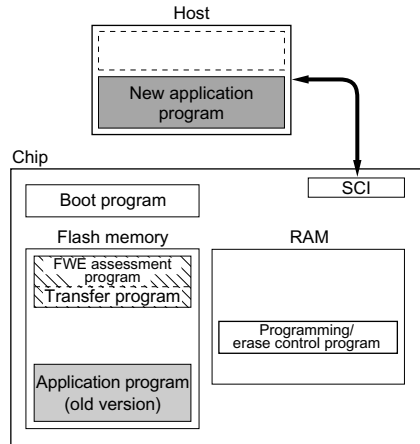 Host
New application
program
Chip
SCI
Boot program
Flash memory
FWE assessment
program
Transfer program
Application program
(old version)
RAM
Programming/
erase control program